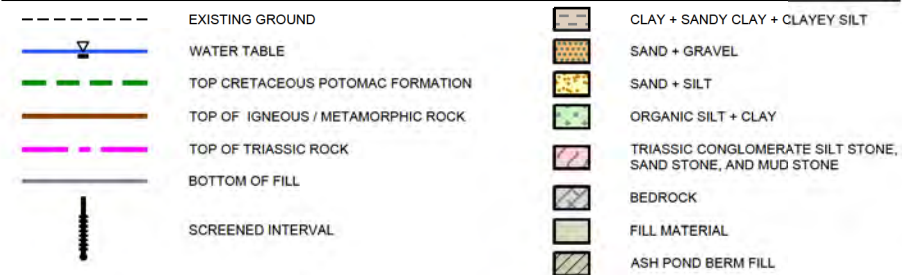 EXISTING GROUND
WATER TABLE
TOP CRETACEOUS POTOMAC FORMATION
TOP OF IGNEOUS / METAMORPHIC ROCK
TOP OF TRIASSIC ROCK
BOTTOM OF FILL
SCREENED INTERVAL
CLAY + SANDY CLAY + CLAYEY SILT
SAND + GRAVEL
SAND + SILT
ORGANIC SILT + CLAY
TRIASSIC CONGLOMERATE SILT STONE,
SAND STONE, AND MUD STONE
BEDROCK
FILL MATERIAL
ASH POND BERM FILL